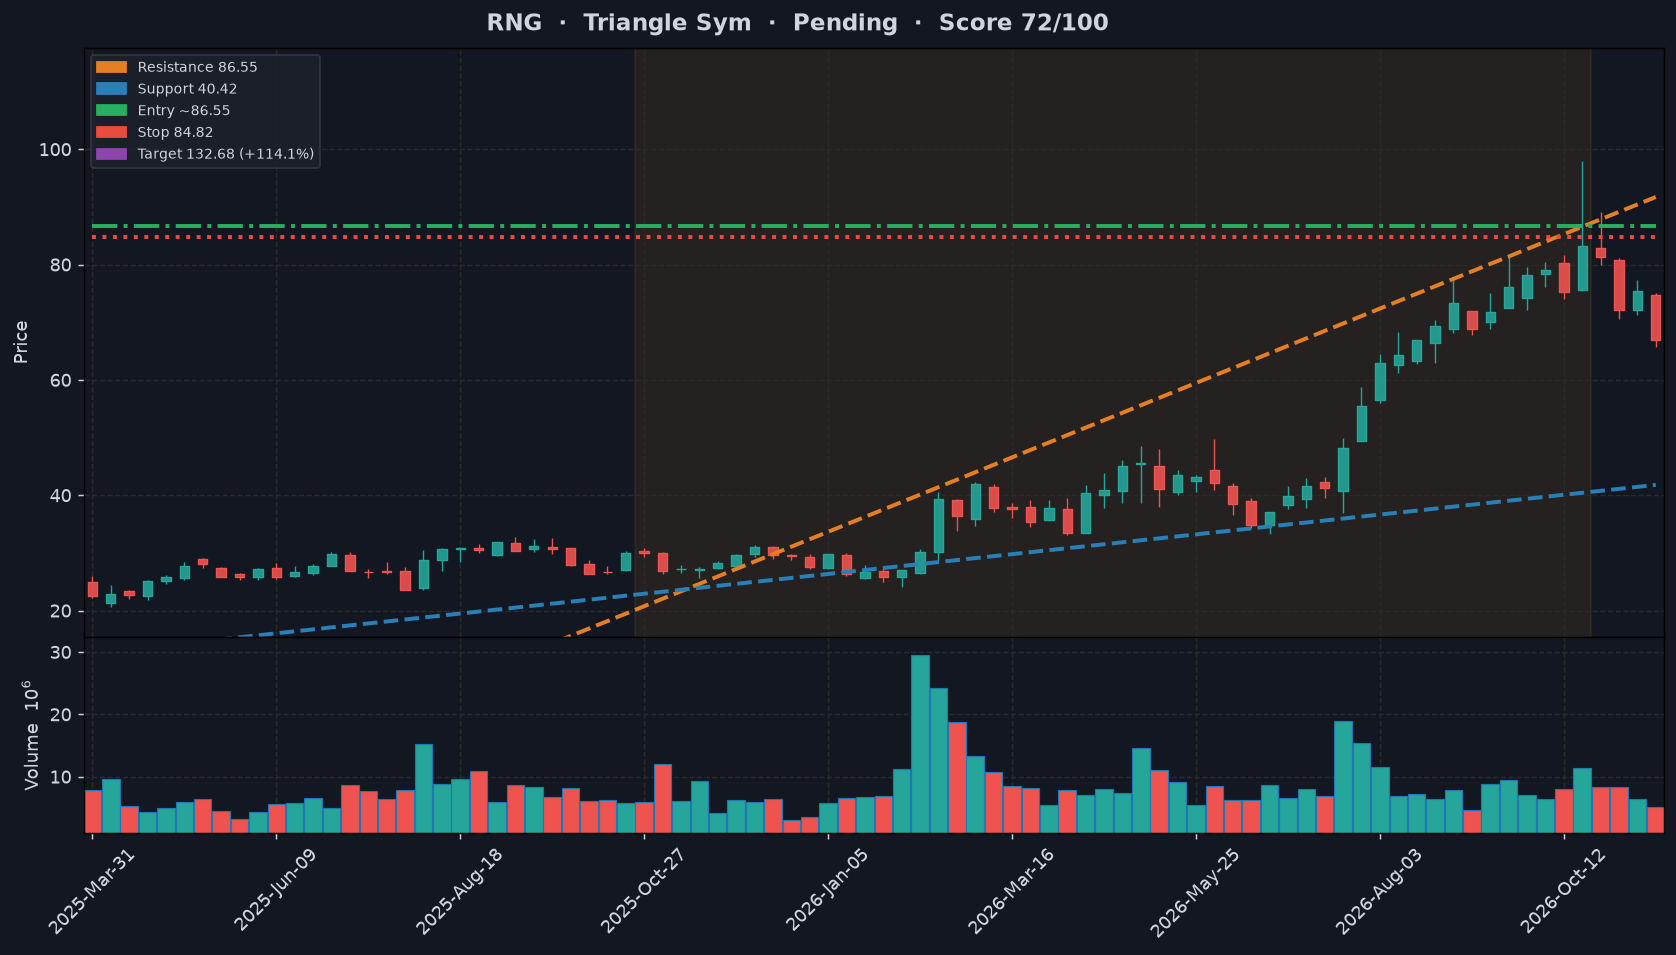 RNG · Triangle Sym · Pending · Score 72/100
Resistance 86.55
Support 40.42
Entry ~86.55
Stop 84.82
Target 132.68 (+114.1%)
Price
100
80
60
40
20
Volume 10⁶
30
20
10
2025-Mar-31
2025-Jun-09
2025-Aug-18
2025-Oct-27
2026-Jan-05
2026-Mar-16
2026-May-25
2026-Aug-03
2026-Oct-12